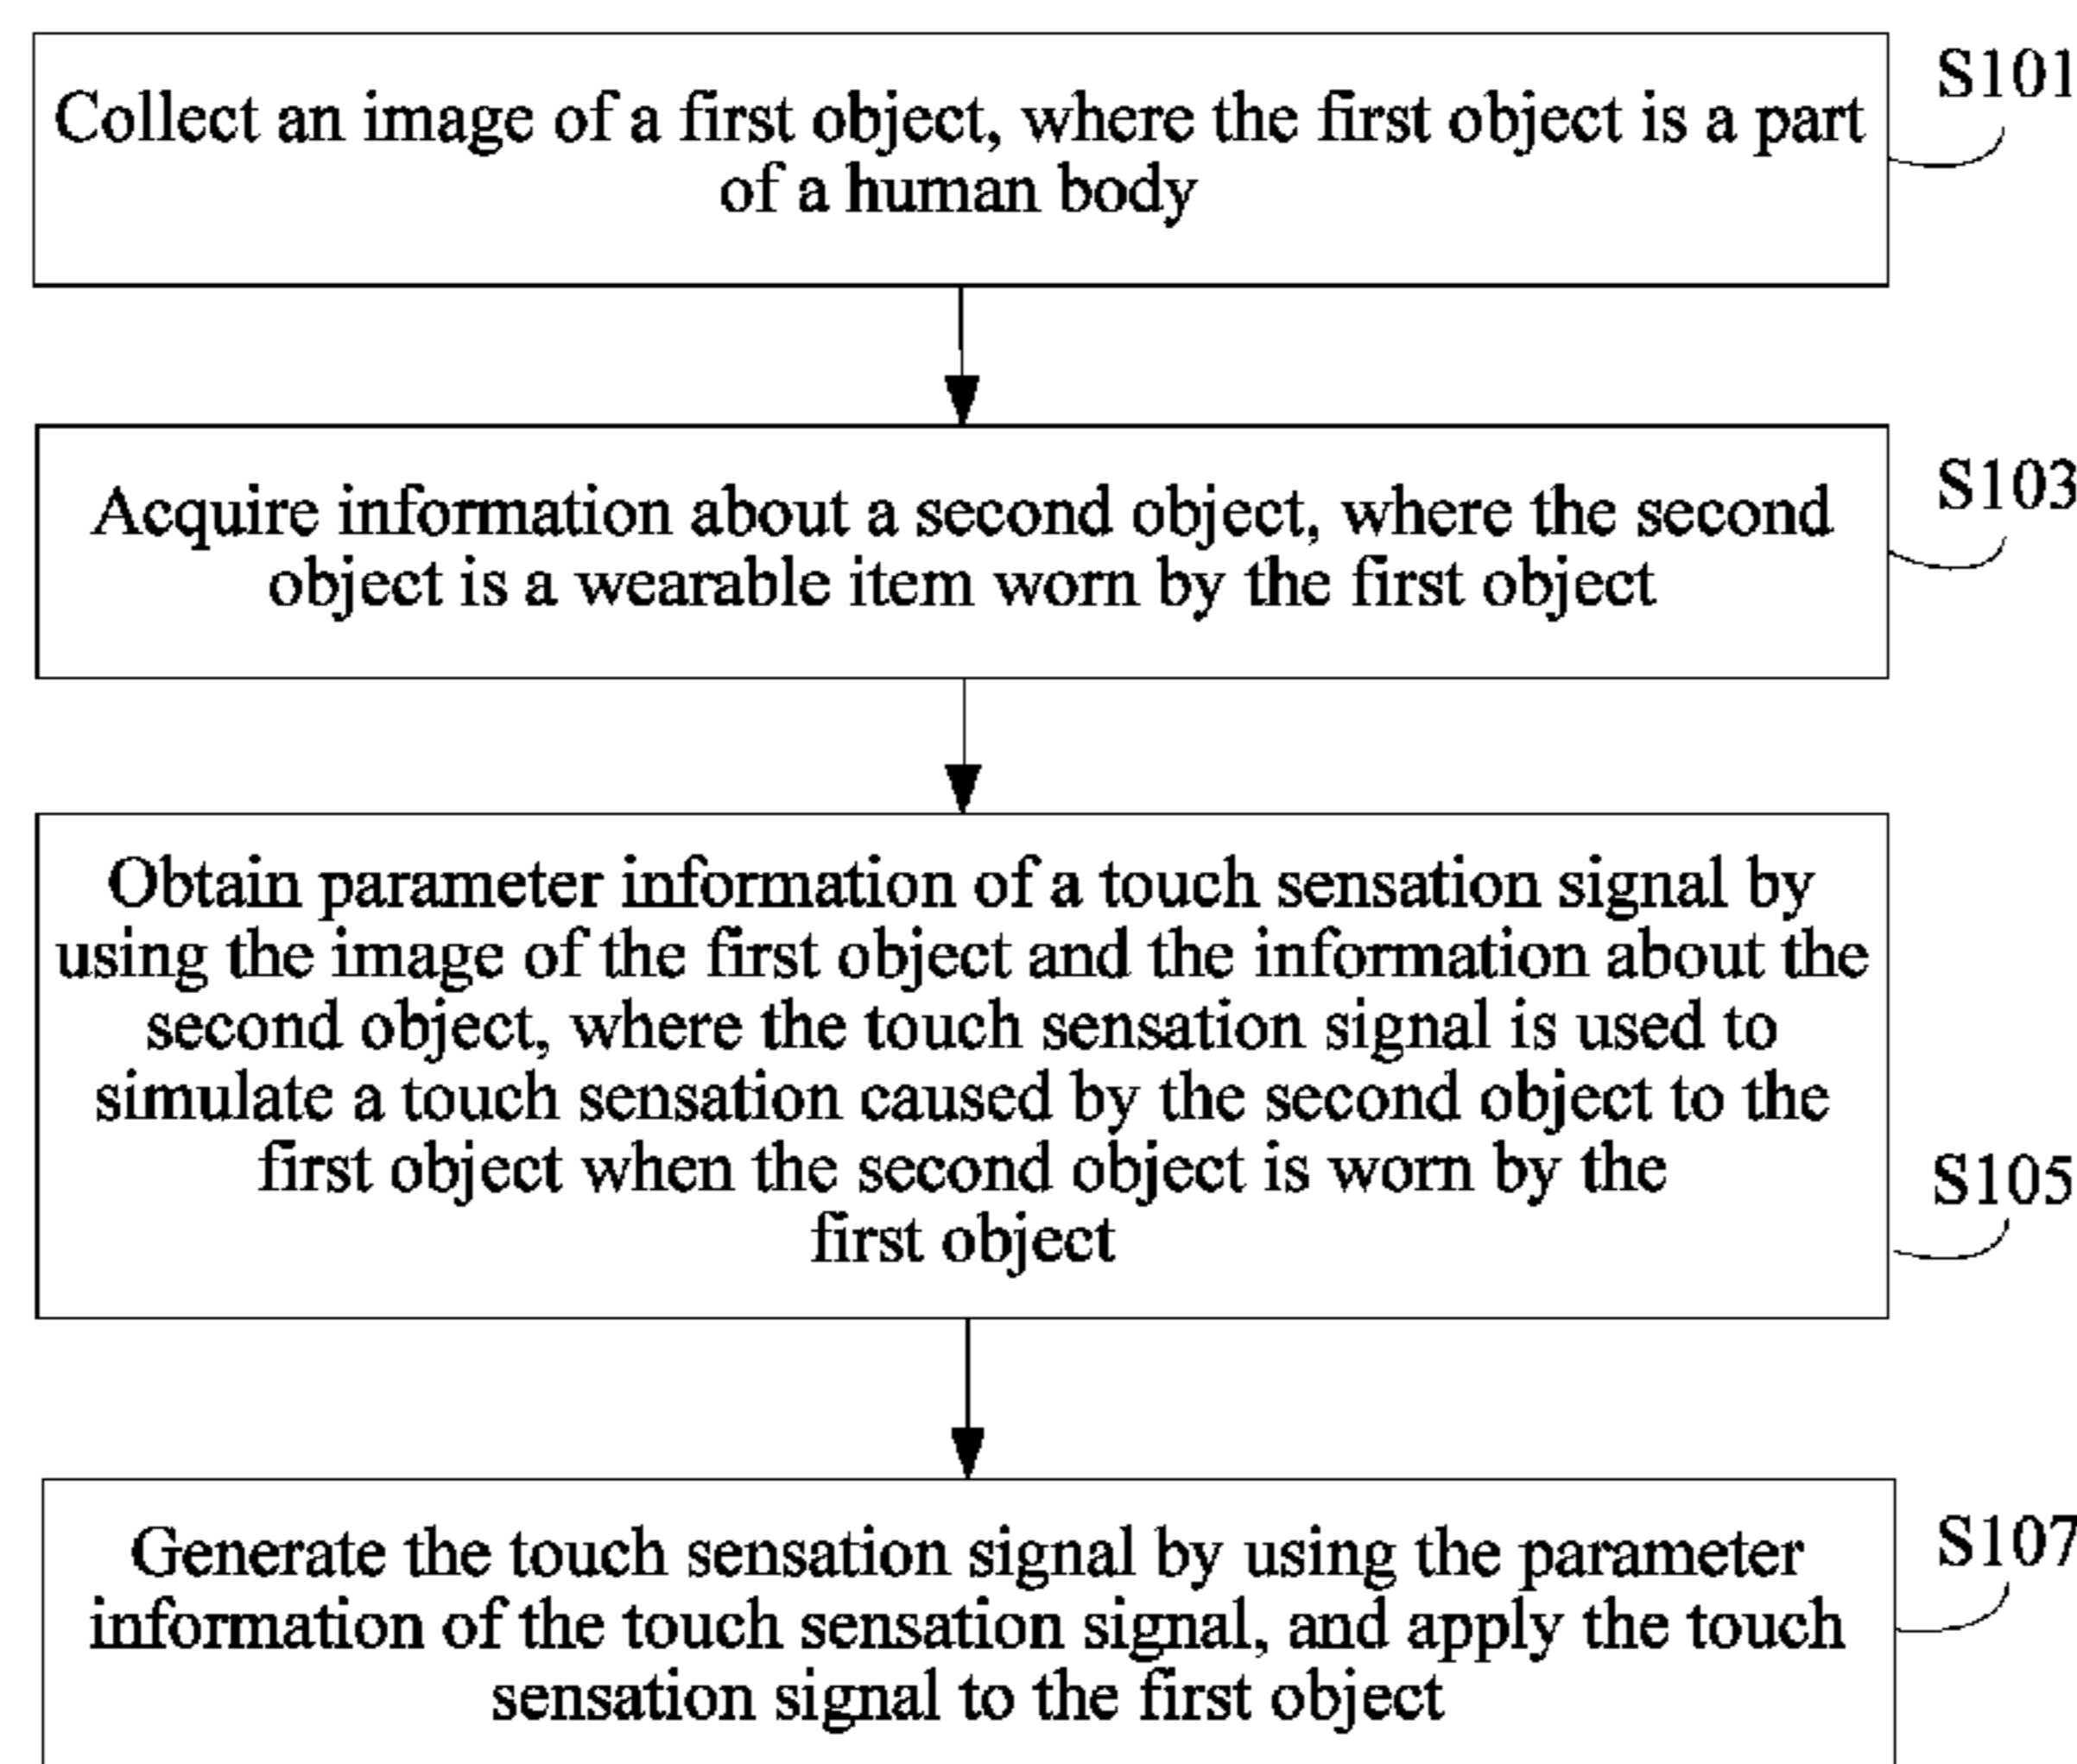 Collect an image of a first object, where the first object is a part
of a human body
S101
Acquire information about a second object, where the second
object is a wearable item worn by the first object
S103
Obtain parameter information of a touch sensation signal by
using the image of the first object and the information about the
second object, where the touch sensation signal is used to
simulate a touch sensation caused by the second object to the
first object when the second object is worn by the
first object
S105
Generate the touch sensation signal by using the parameter
information of the touch sensation signal, and apply the touch
sensation signal to the first object
S107